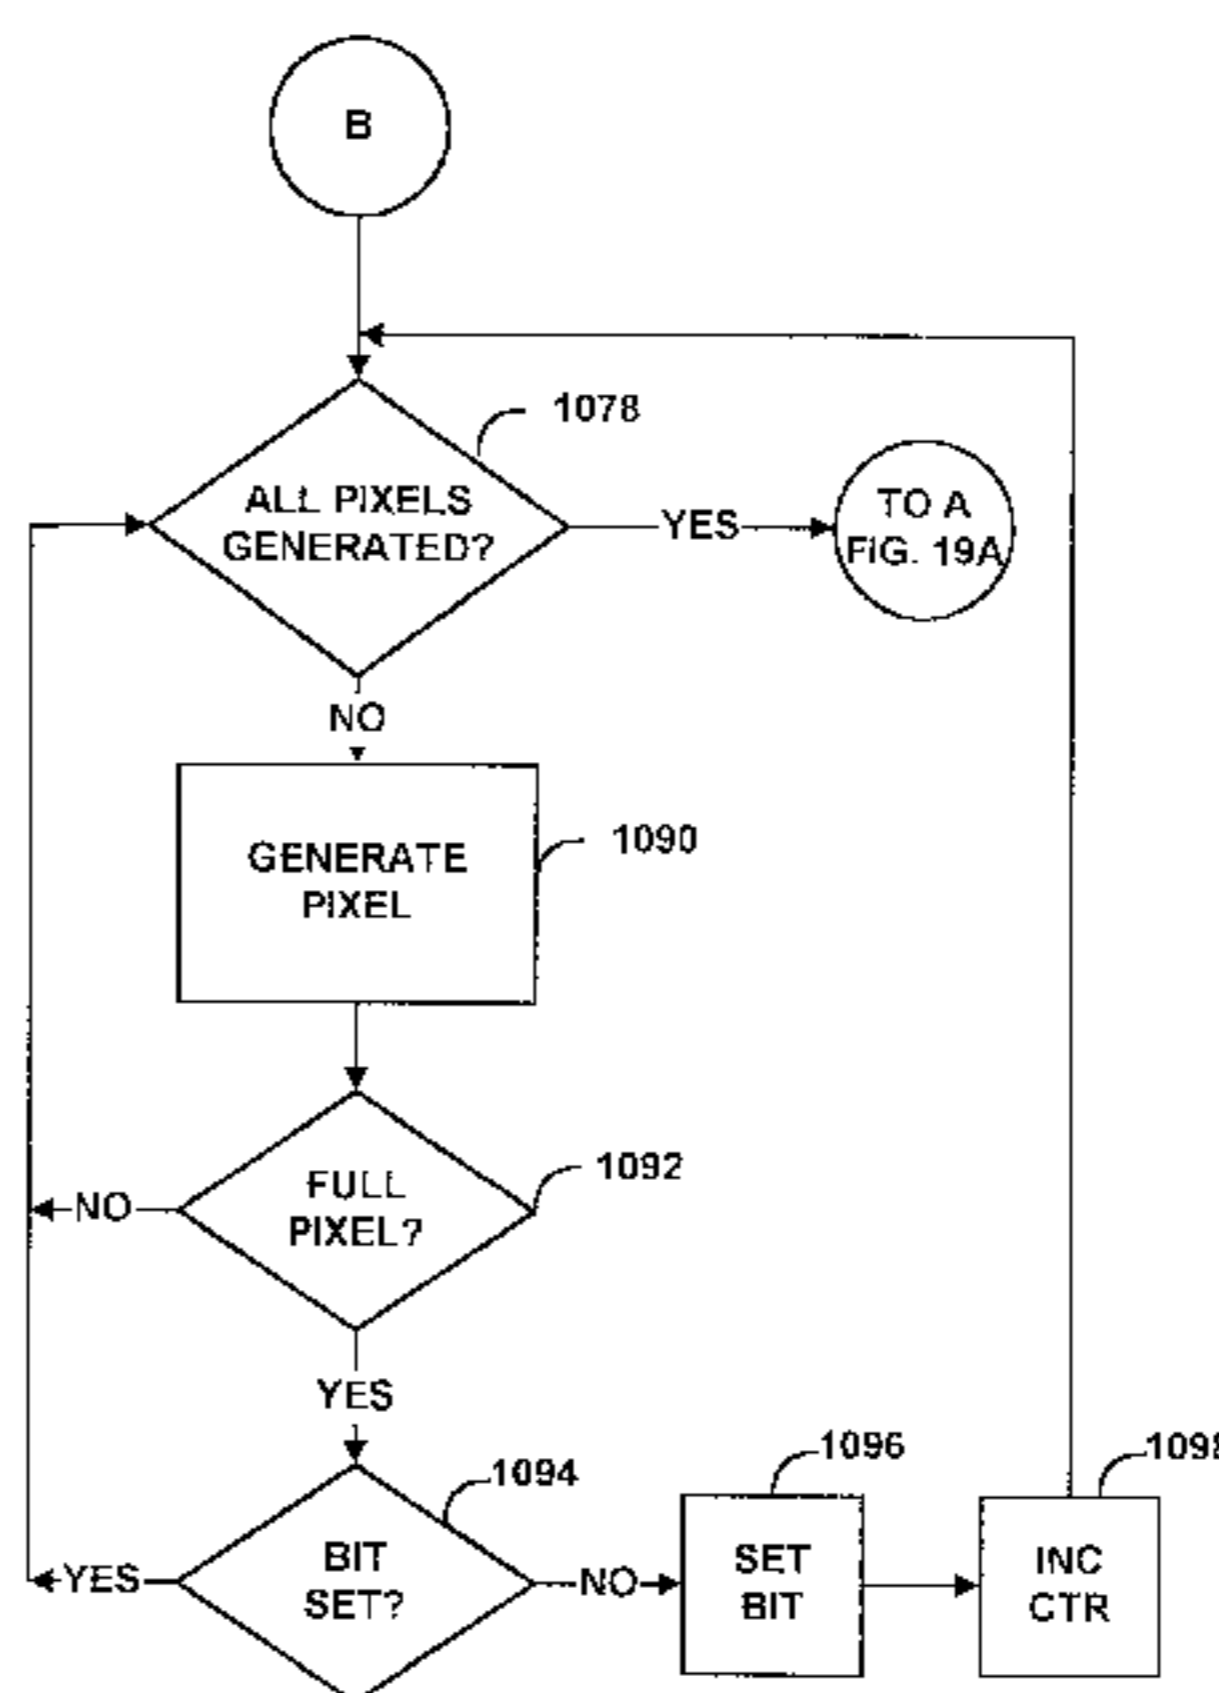 B
1078
ALL PIXELS
GENERATED?
YES
TO A
FIG. 19A
NO
GENERATE
PIXEL
1090
FULL
PIXEL?
1092
NO
YES
1094
1096
BIT
SET?
YES
NO
SET
BIT
INC
CTR